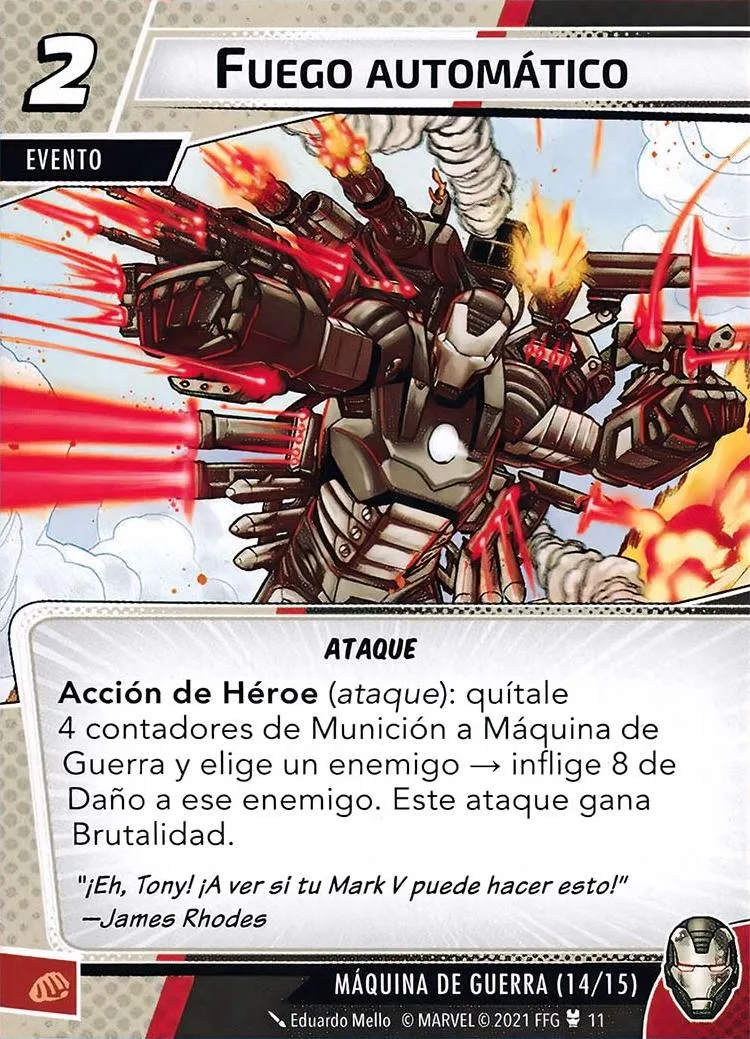 2
FUEGO AUTOMÁTICO
EVENTO
ATAQUE
Acción de Héroe (ataque): quítale
4 contadores de Munición a Máquina de
Guerra y elige un enemigo → inflige 8 de
Daño a ese enemigo. Este ataque gana
Brutalidad.
"¡Eh, Tony! ¡A ver si tu Mark V puede hacer esto!"
—James Rhodes
MÁQUINA DE GUERRA (14/15)
Eduardo Mello © MARVEL © 2021 FFG 11